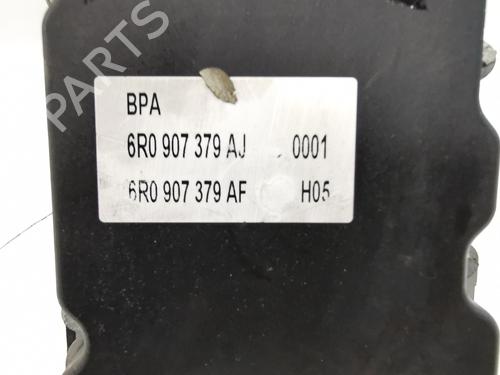 PARTS
BPA
6R0 907 379 AJ 0001
6R0 907 379 AF H05